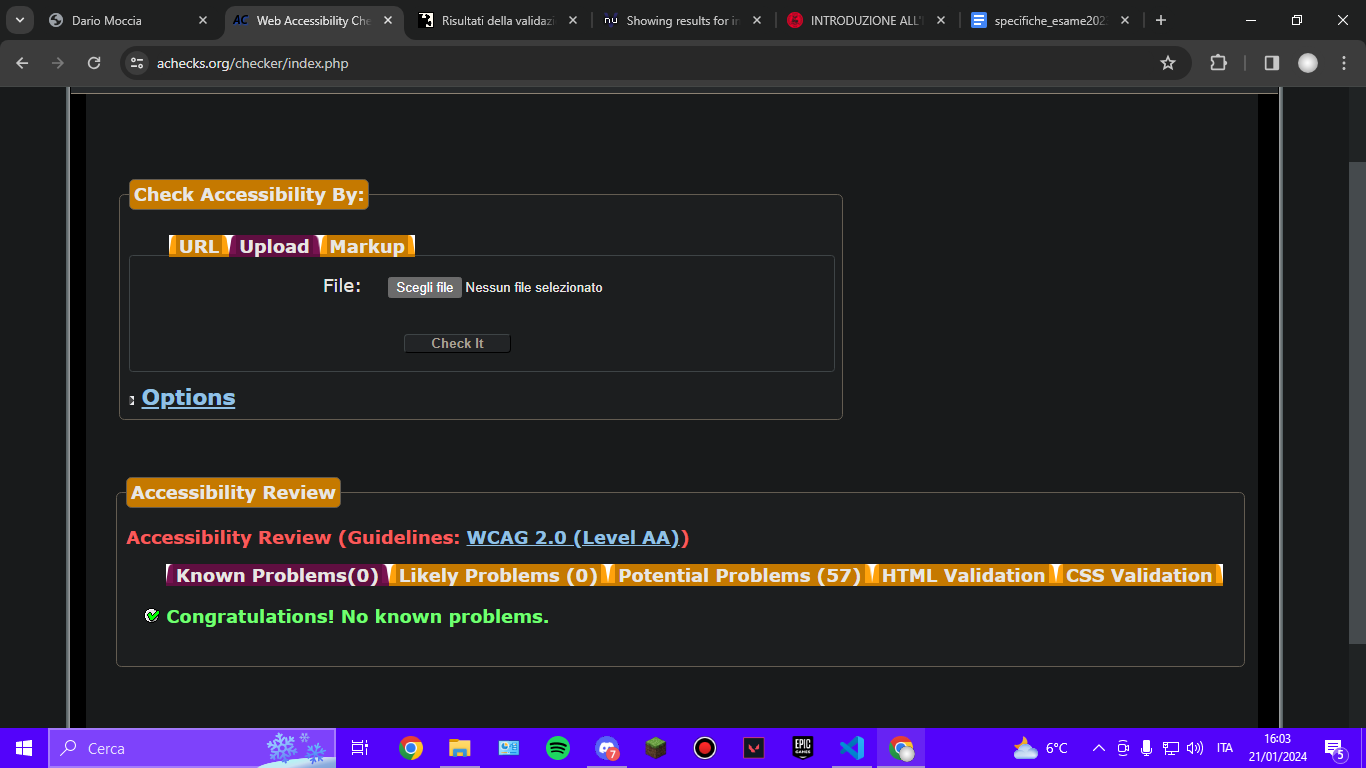 Dario Moccia
Web Accessibility Che
Risultati della validazi
Showing results for in
INTRODUZIONE ALL'I
specifiche_esame202
achecks.org/checker/index.php
Check Accessibility By:
URL Upload Markup
File: Scegli file Nessun file selezionato
Check It
Options
Accessibility Review
Accessibility Review (Guidelines: WCAG 2.0 (Level AA))
Known Problems(0) Likely Problems (0) Potential Problems (57) HTML Validation CSS Validation
Congratulations! No known problems.
Cerca
7
EPIC GAMES
6°C
ITA
16:03
21/01/2024
5